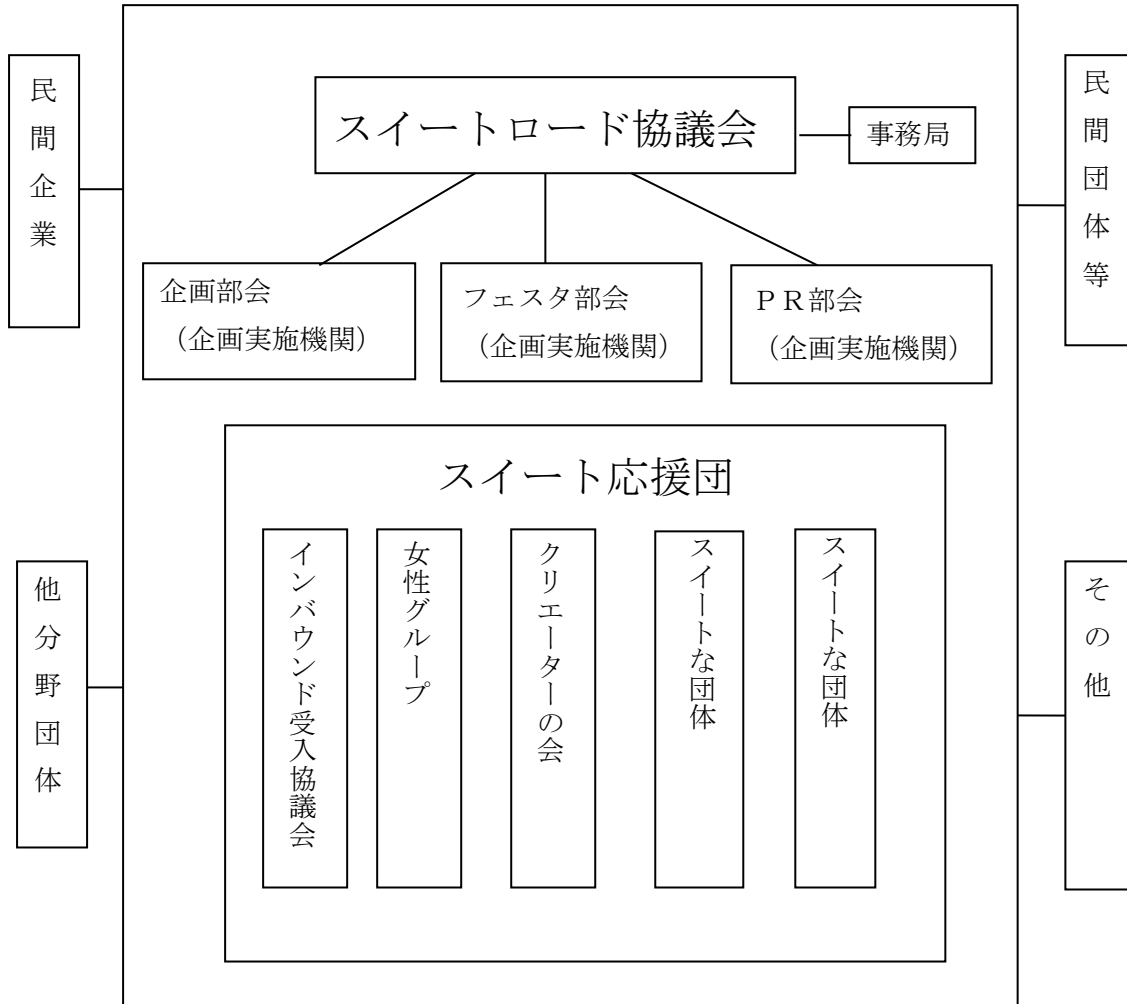 民間企業
民間団体等
スイートロード協議会
事務局
企画部会
（企画実施機関）
フェスタ部会
（企画実施機関）
ＰＲ部会
（企画実施機関）
スイート応援団
インバウンド受入協議会
女性グループ
クリエーターの会
スイートな団体
スイートな団体
他分野団体
その他